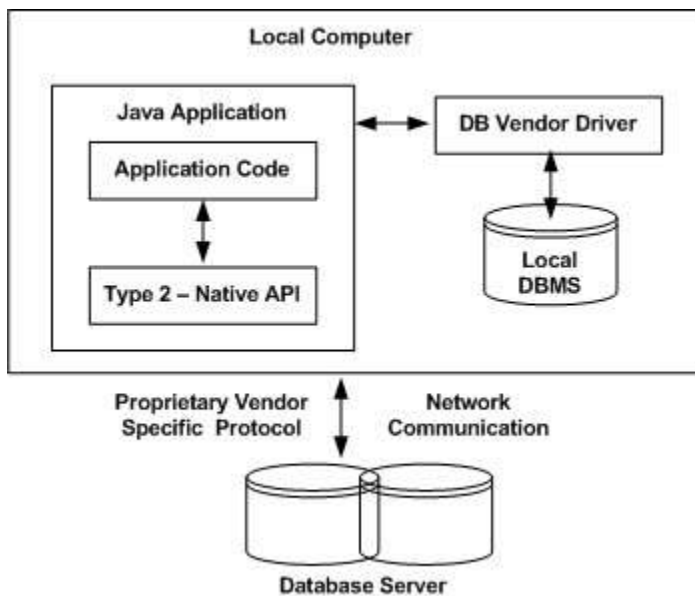 Local Computer
Java Application
DB Vendor Driver
Application Code
Type 2 – Native API
Local
DBMS
Proprietary Vendor
Specific Protocol
Network
Communication
Database Server